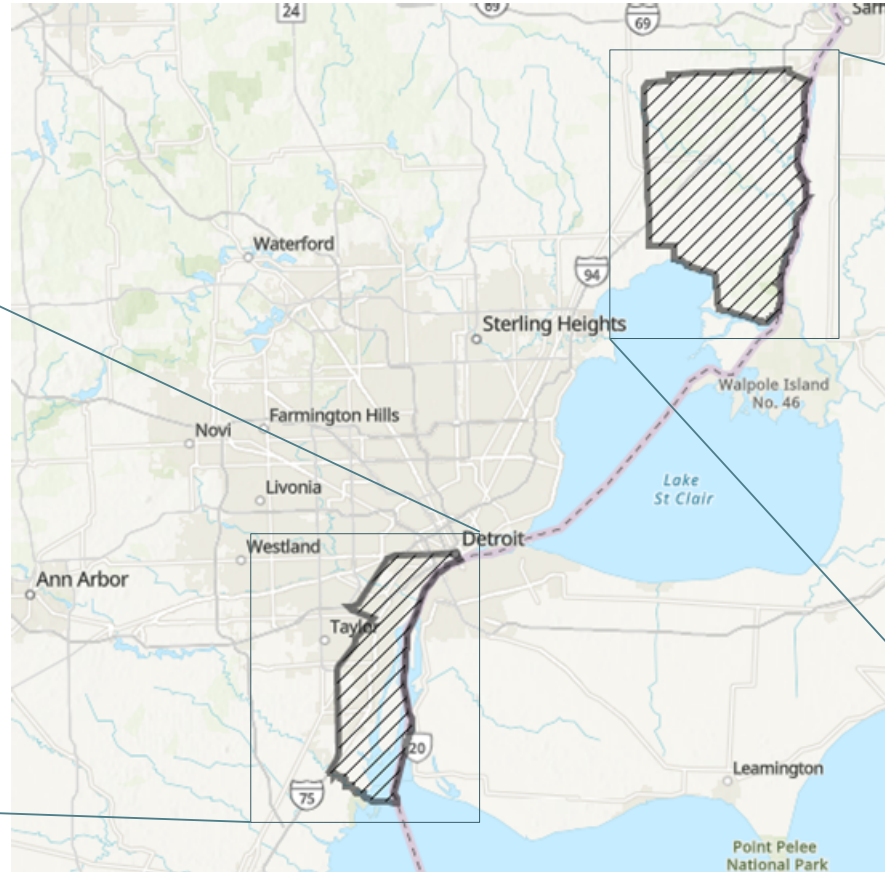 24
69
69
Waterford
94
Sterling Heights
Walpole Island
No. 46
Farmington Hills
Novi
Livonia
Lake
St Clair
Detroit
Westland
Ann Arbor
Taylor
20
75
Leamington
Point Pelee
National Park